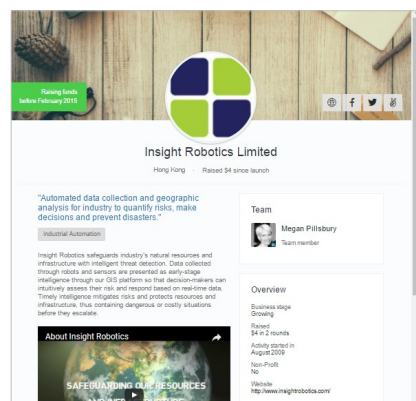 Raising funds
before February 2015
Insight Robotics Limited
Hong Kong · Raised $4 since launch
"Automated data collection and geographic
analysis for industry to quantify risks, make
decisions and prevent disasters."
Industrial Automation
Insight Robotics safeguards industry's natural resources and
infrastructure with intelligent threat detection. Data collected
through robots and sensors are presented as early-stage
intelligence through our GIS platform so that decision-makers can
intuitively assess their risk and respond based on real-time data.
Timely intelligence mitigates risks and protects resources and
infrastructure, thus containing dangerous or costly situations
before they escalate.
About Insight Robotics
SAFEGUARDING OUR RESOURCES
Team
Megan Pillsbury
Team member
Overview
Business stage
Growing
Raised
$4 in 2 rounds
Activity started in
August 2009
Non-Profit
No
Website
http://www.insightrobotics.com/